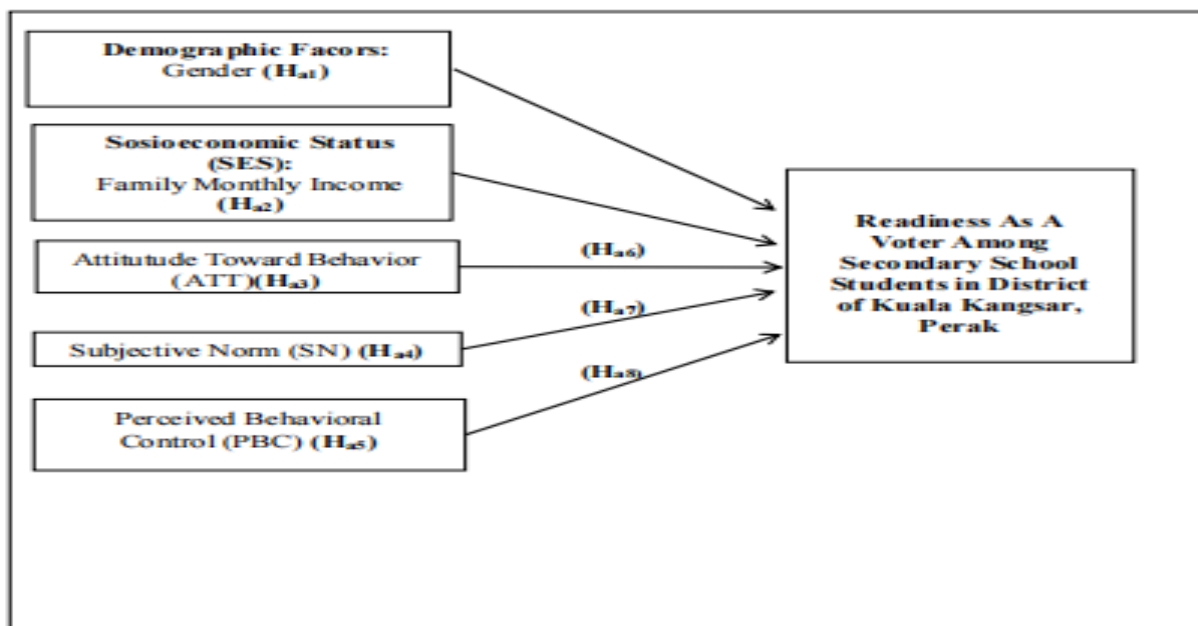 Demographic Facors:
Gender (Ha1)
Sosioeconomic Status
(SES):
Family Monthly Income
(Ha2)
Attitutude Toward Behavior
(ATT)(Ha3)
Subjective Norm (SN) (Ha4)
Perceived Behavioral
Control (PBC) (Ha5)
(Ha6)
(Ha7)
(Ha8)
Readiness As A
Voter Among
Secondary School
Students in District
of Kuala Kangsar,
Perak